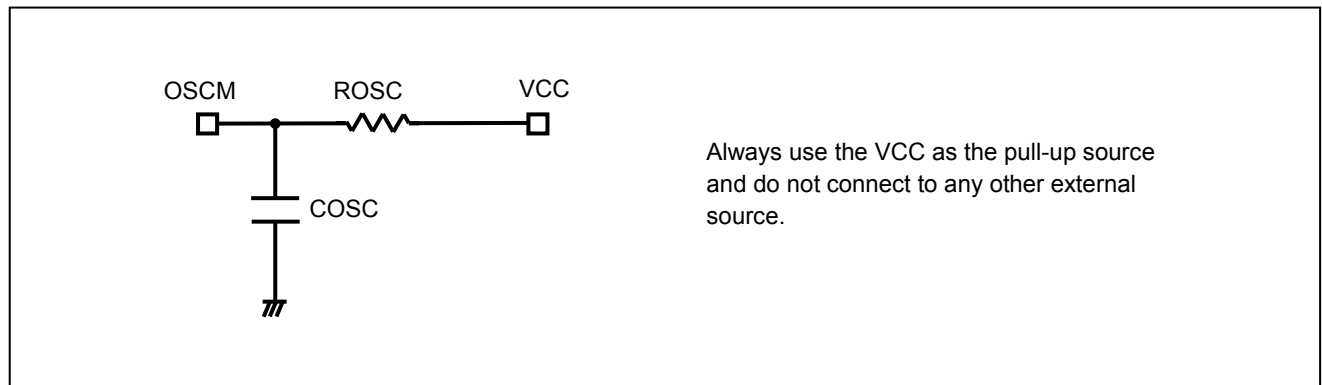 OSCM
ROSC
VCC
COSC
Always use the VCC as the pull-up source
and do not connect to any other external
source.